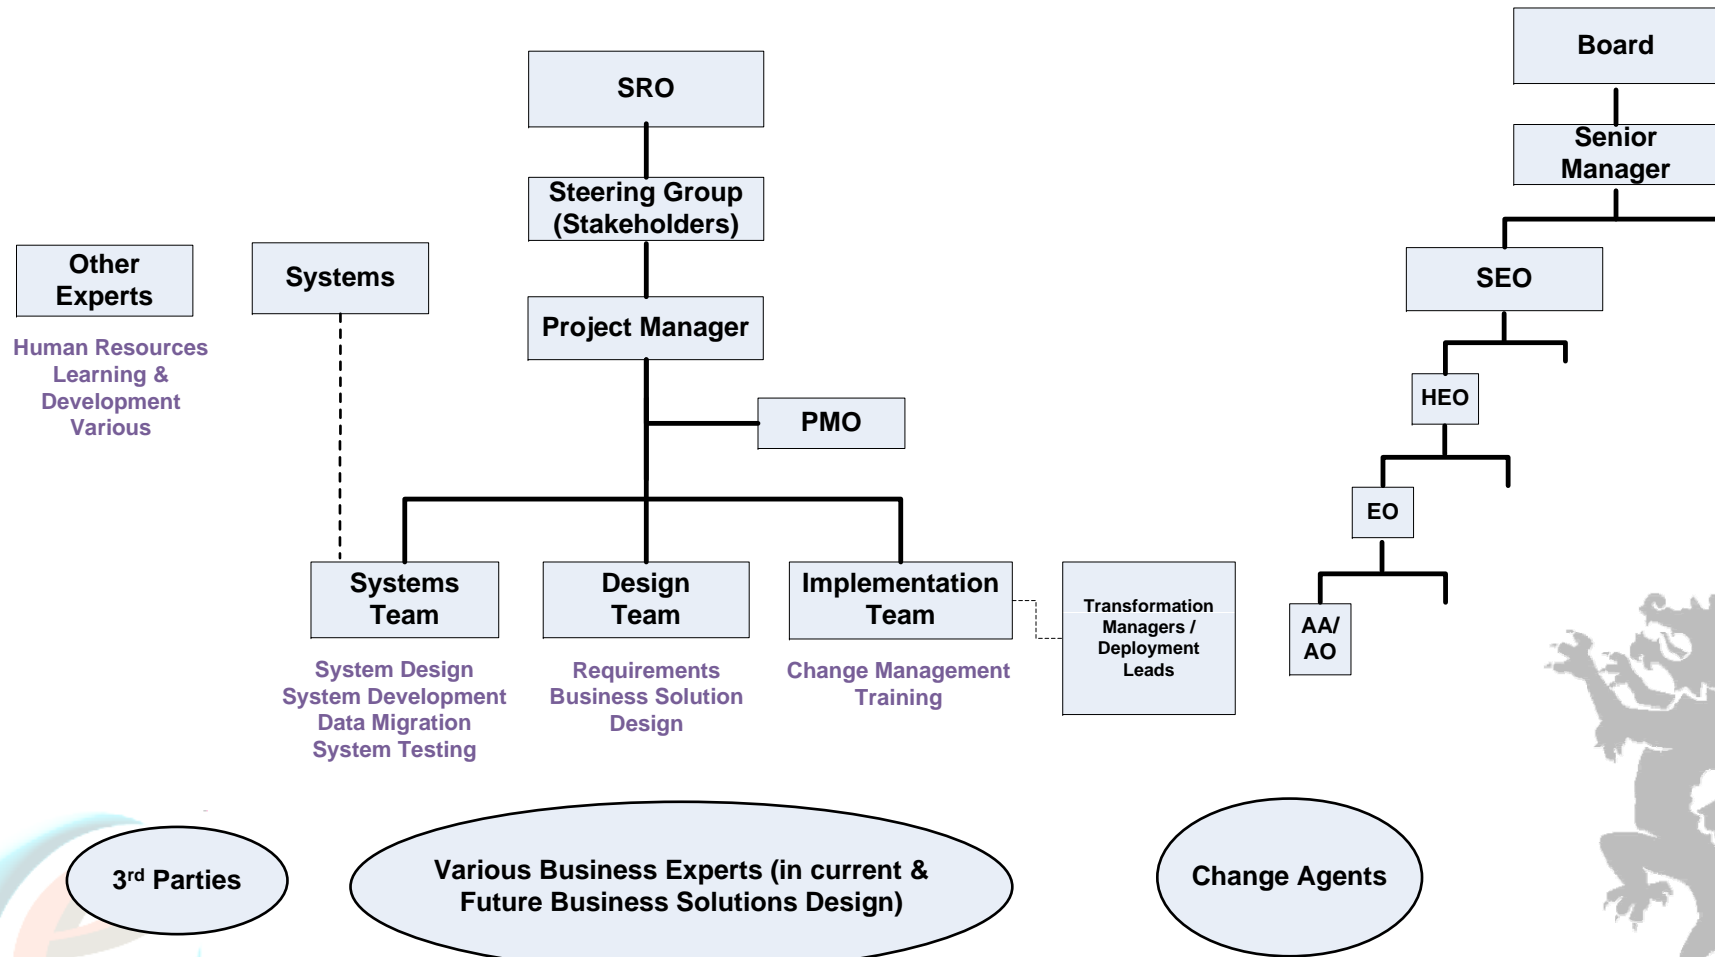 Board
SRO
Senior
Manager
Steering Group
(Stakeholders)
Other
Experts
Systems
SEO
Project Manager
Human Resources
Learning &
Development
Various
HEO
PMO
EO
Systems
Team
Design
Team
Implementation
Team
Transformation
Managers /
Deployment
Leads
AA/
AO
System Design
System Development
Data Migration
System Testing
Requirements
Business Solution
Design
Change Management
Training
3rd Parties
Various Business Experts (in current &
Future Business Solutions Design)
Change Agents